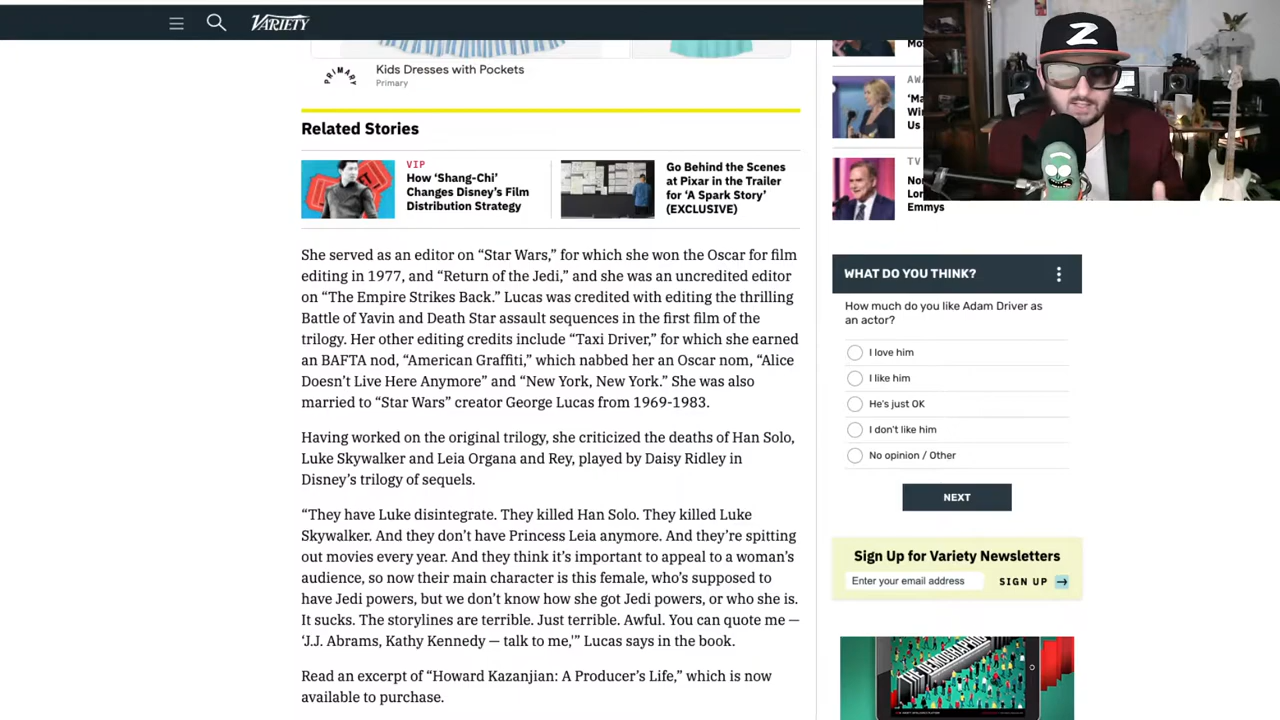 VARIETY
PRIMARY
Kids Dresses with Pockets
Primary
Related Stories
VIP
How ‘Shang-Chi’
Changes Disney’s Film
Distribution Strategy
Go Behind the Scenes
at Pixar in the Trailer
for ‘A Spark Story’
(EXCLUSIVE)
She served as an editor on “Star Wars,” for which she won the Oscar for film
editing in 1977, and “Return of the Jedi,” and she was an uncredited editor
on “The Empire Strikes Back.” Lucas was credited with editing the thrilling
Battle of Yavin and Death Star assault sequences in the first film of the
trilogy. Her other editing credits include “Taxi Driver,” for which she earned
an BAFTA nod, “American Graffiti,” which nabbed her an Oscar nom, “Alice
Doesn’t Live Here Anymore” and “New York, New York.” She was also
married to “Star Wars” creator George Lucas from 1969-1983.
Having worked on the original trilogy, she criticized the deaths of Han Solo,
Luke Skywalker and Leia Organa and Rey, played by Daisy Ridley in
Disney’s trilogy of sequels.
“They have Luke disintegrate. They killed Han Solo. They killed Luke
Skywalker. And they don’t have Princess Leia anymore. And they’re spitting
out movies every year. And they think it’s important to appeal to a woman’s
audience, so now their main character is this female, who’s supposed to
have Jedi powers, but we don’t know how she got Jedi powers, or who she is.
It sucks. The storylines are terrible. Just terrible. Awful. You can quote me —
‘J.J. Abrams, Kathy Kennedy — talk to me,’” Lucas says in the book.
Read an excerpt of “Howard Kazanjian: A Producer’s Life,” which is now
available to purchase.
Mo
AW
‘Ma
Win
Us
TV
Nor
Lor
Emmys
Z
WHAT DO YOU THINK?
How much do you like Adam Driver as
an actor?
I love him
I like him
He's just OK
I don't like him
No opinion / Other
NEXT
Sign Up for Variety Newsletters
Enter your email address
SIGN UP
THE DEMOGRAPHIC